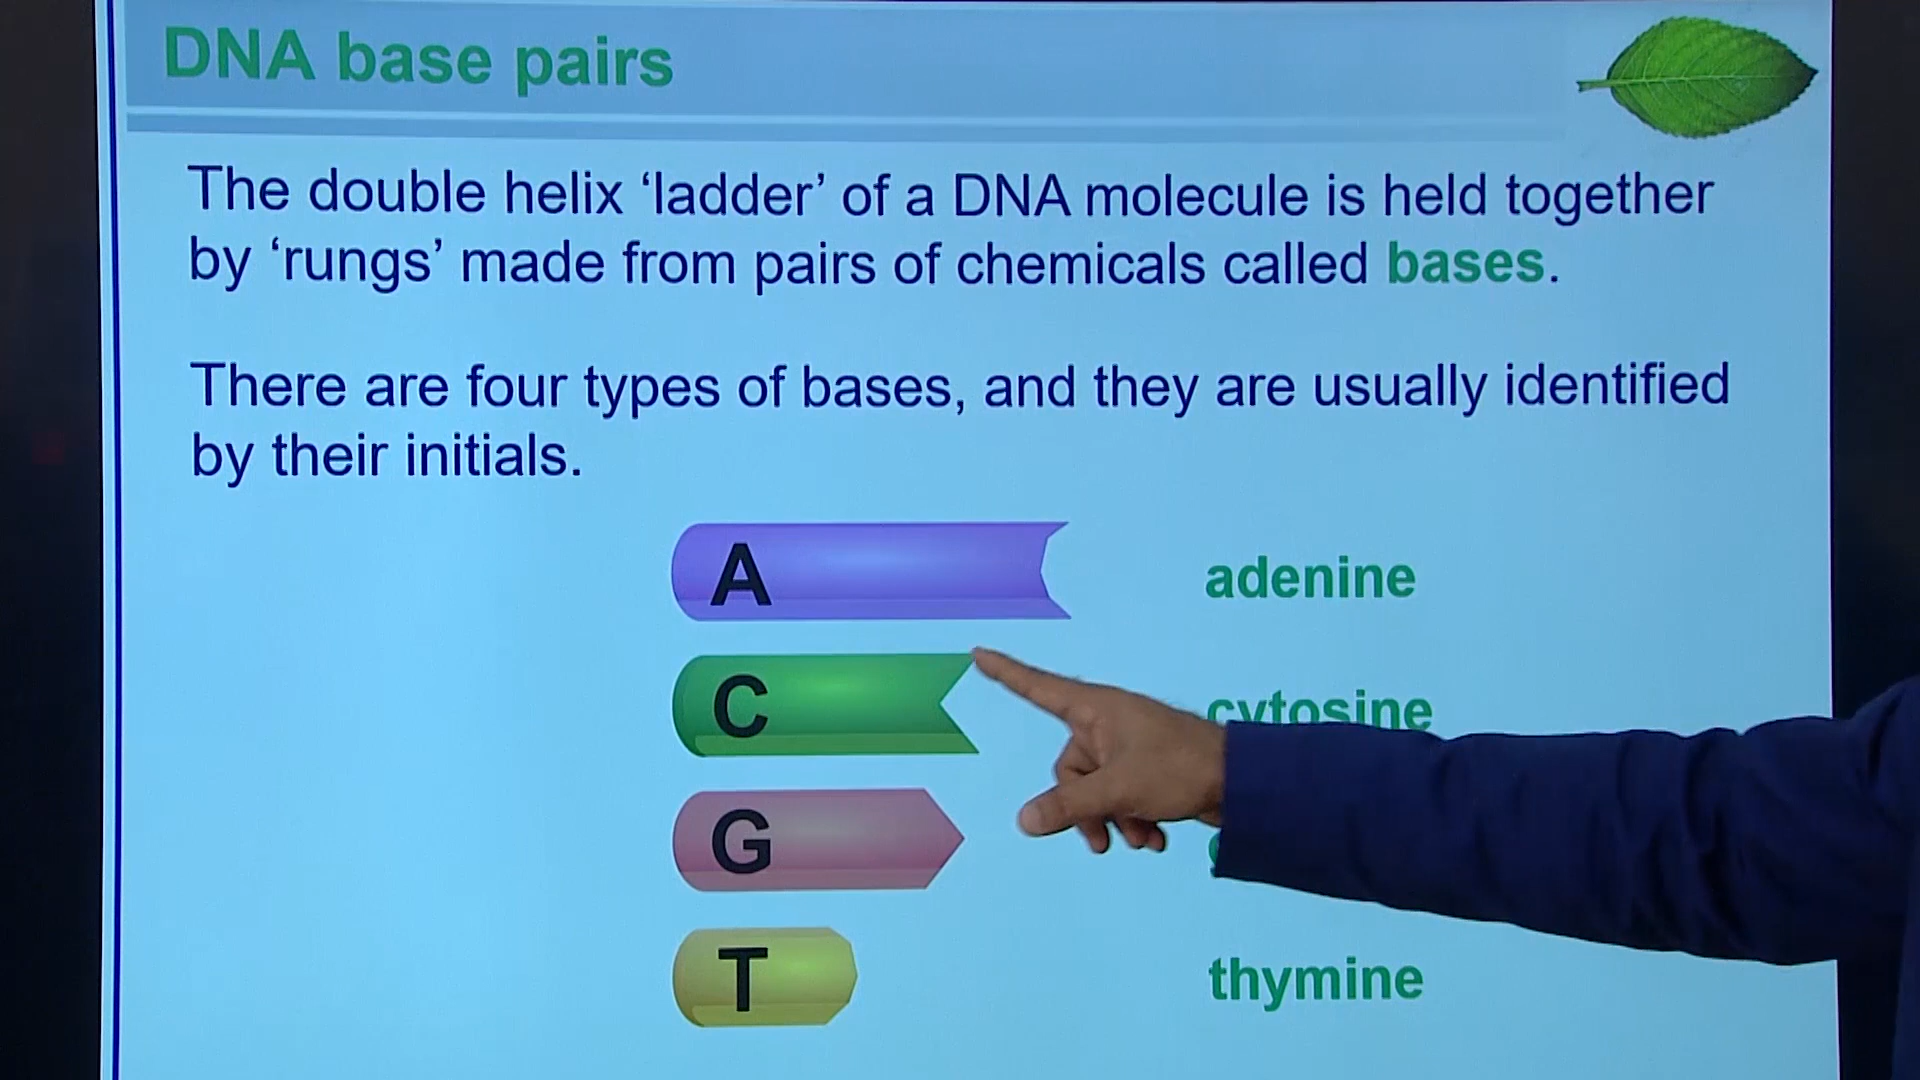 DNA base pairs
The double helix ‘ladder’ of a DNA molecule is held together
by ‘rungs’ made from pairs of chemicals called bases.
There are four types of bases, and they are usually identified
by their initials.
A adenine
C cytosine
G
T thymine